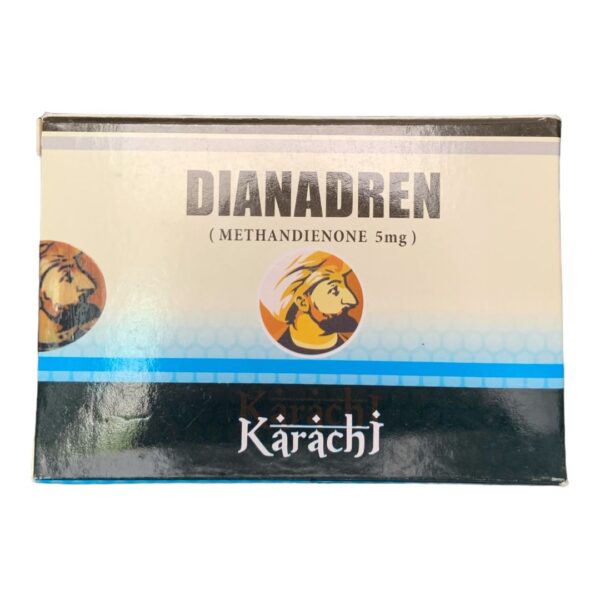 DIANADREN
( METHANDIENONE 5mg )
Karachi